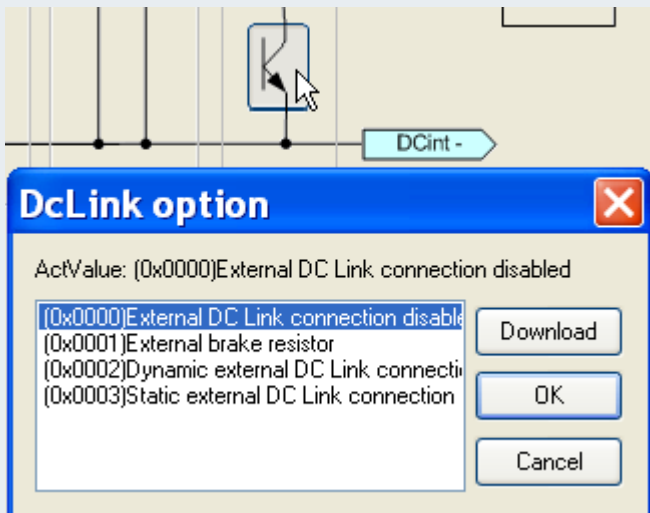 DCint -
DcLink option
ActValue: (0x0000)External DC Link connection disabled
(0x0000)External DC Link connection disable
(0x0001)External brake resistor
(0x0002)Dynamic external DC Link connecti
(0x0003)Static external DC Link connection
Download
OK
Cancel